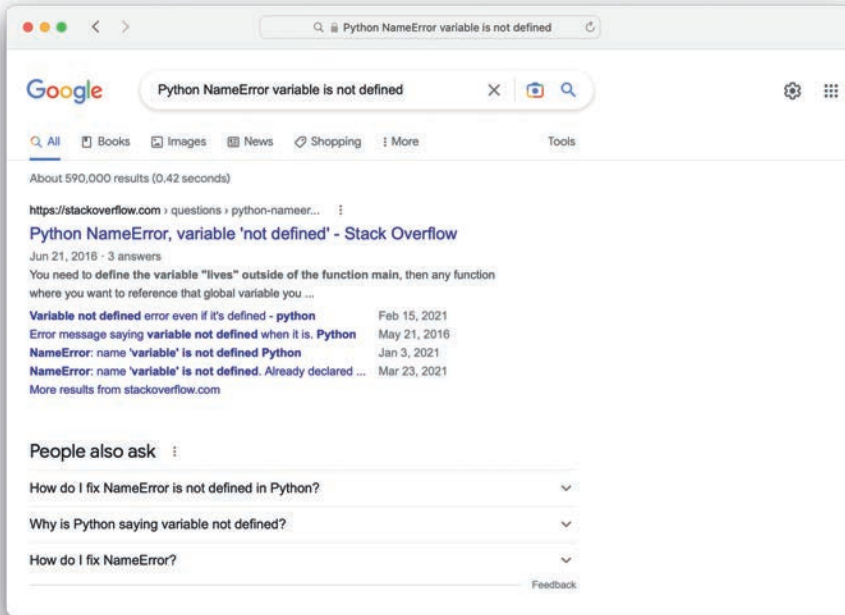 Python NameError variable is not defined
Google
Python NameError variable is not defined
All Books Images News Shopping More Tools
About 590,000 results (0.42 seconds)
https://stackoverflow.com › questions › python-nameer...
Python NameError, variable 'not defined' - Stack Overflow
Jun 21, 2016 · 3 answers
You need to define the variable "lives" outside of the function main, then any function
where you want to reference that global variable you ...
Variable not defined error even if it's defined - python Feb 15, 2021
Error message saying variable not defined when it is. Python May 21, 2016
NameError: name 'variable' is not defined Python Jan 3, 2021
NameError: name 'variable' is not defined. Already declared ... Mar 23, 2021
More results from stackoverflow.com
People also ask
How do I fix NameError is not defined in Python?
Why is Python saying variable not defined?
How do I fix NameError?
Feedback